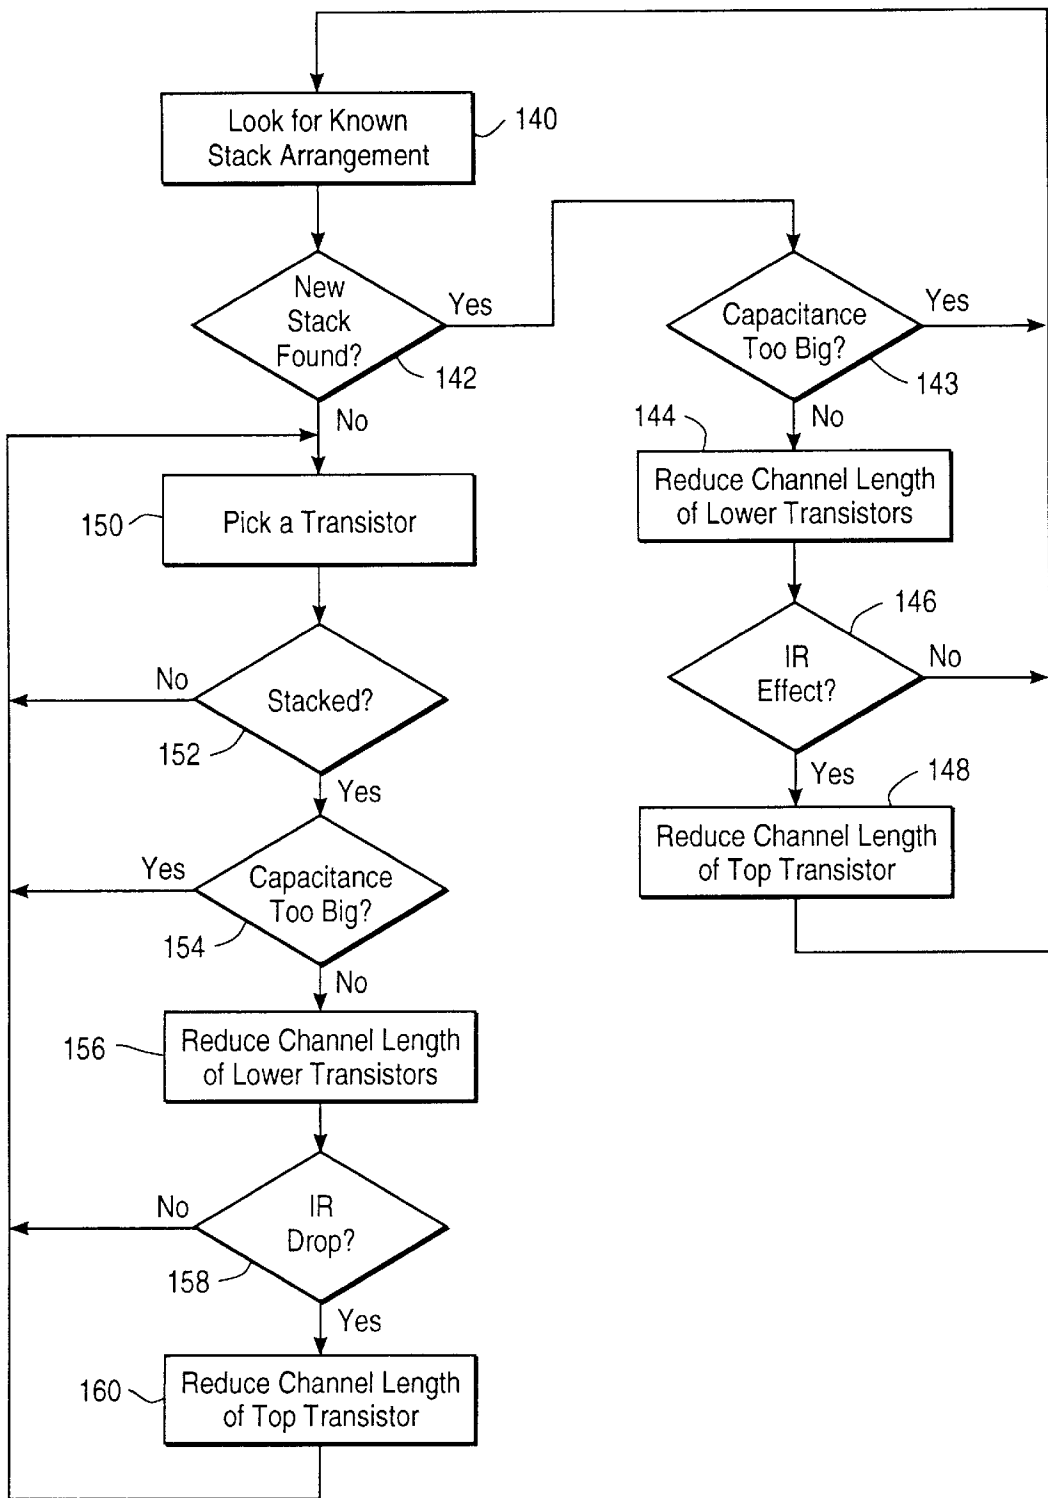 Look for Known
Stack Arrangement
140
New
Stack
Found?
Yes
142
No
Capacitance
Too Big?
Yes
143
No
144
Reduce Channel Length
of Lower Transistors
IR
Effect?
146
No
Yes
148
Reduce Channel Length
of Top Transistor
150
Pick a Transistor
Stacked?
No
152
Yes
Capacitance
Too Big?
Yes
154
No
156
Reduce Channel Length
of Lower Transistors
IR
Drop?
No
158
Yes
160
Reduce Channel Length
of Top Transistor